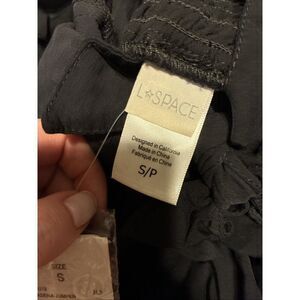 L★SPACE
Designed in California
Made in China
Fabriqué en Chine
S/P
SIZE
S